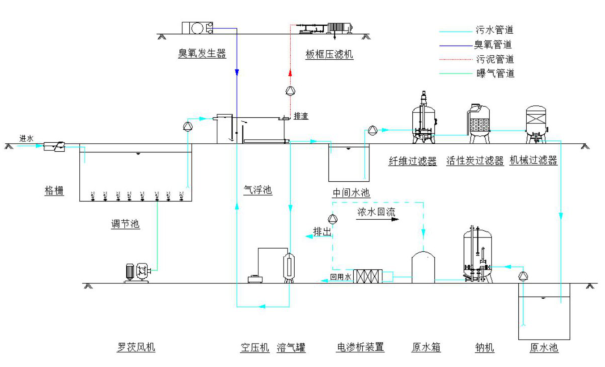 污水管道
臭氧管道
污泥管道
曝气管道
臭氧发生器
板框压滤机
排渣
进水
格栅
气浮池
中间水池
纤维过滤器
活性炭过滤器
机械过滤器
调节池
浓水回流
排出
回用水
罗茨风机
空压机
溶气罐
电渗析装置
原水箱
钠机
原水池